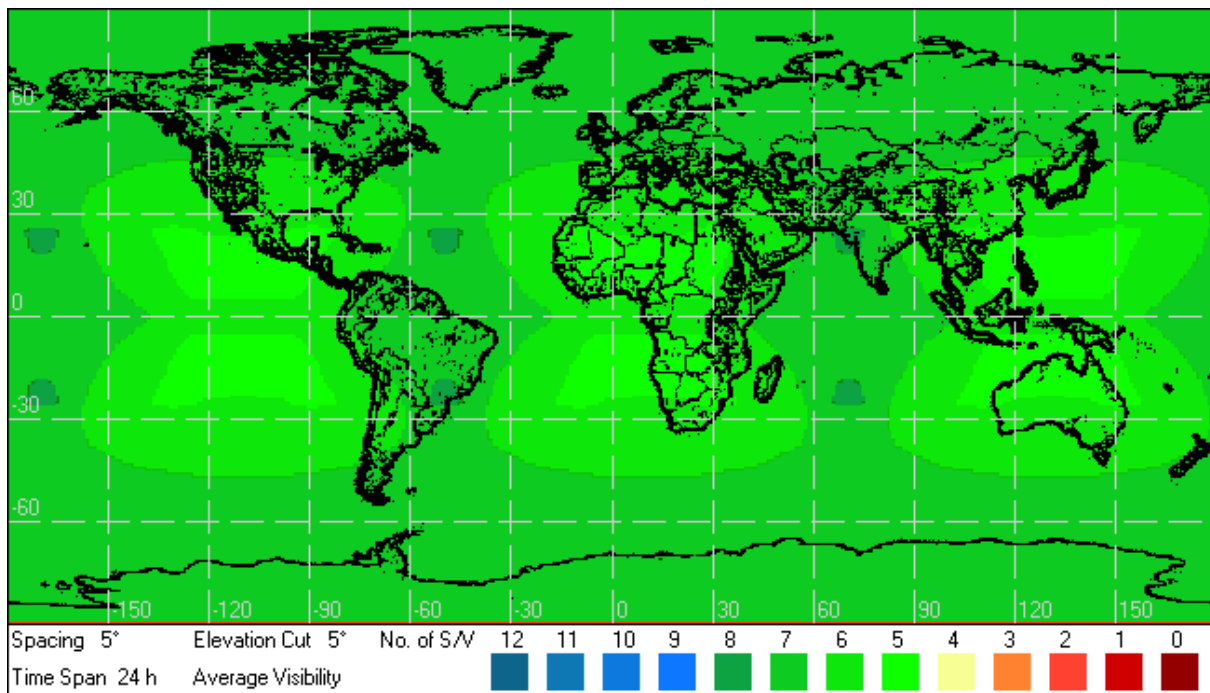 60
30
0
-30
-60
-150 -120 -90 -60 -30 0 30 60 90 120 150
Spacing 5° Elevation Cut 5° No. of S/V 12 11 10 9 8 7 6 5 4 3 2 1 0
Time Span 24 h Average Visibility